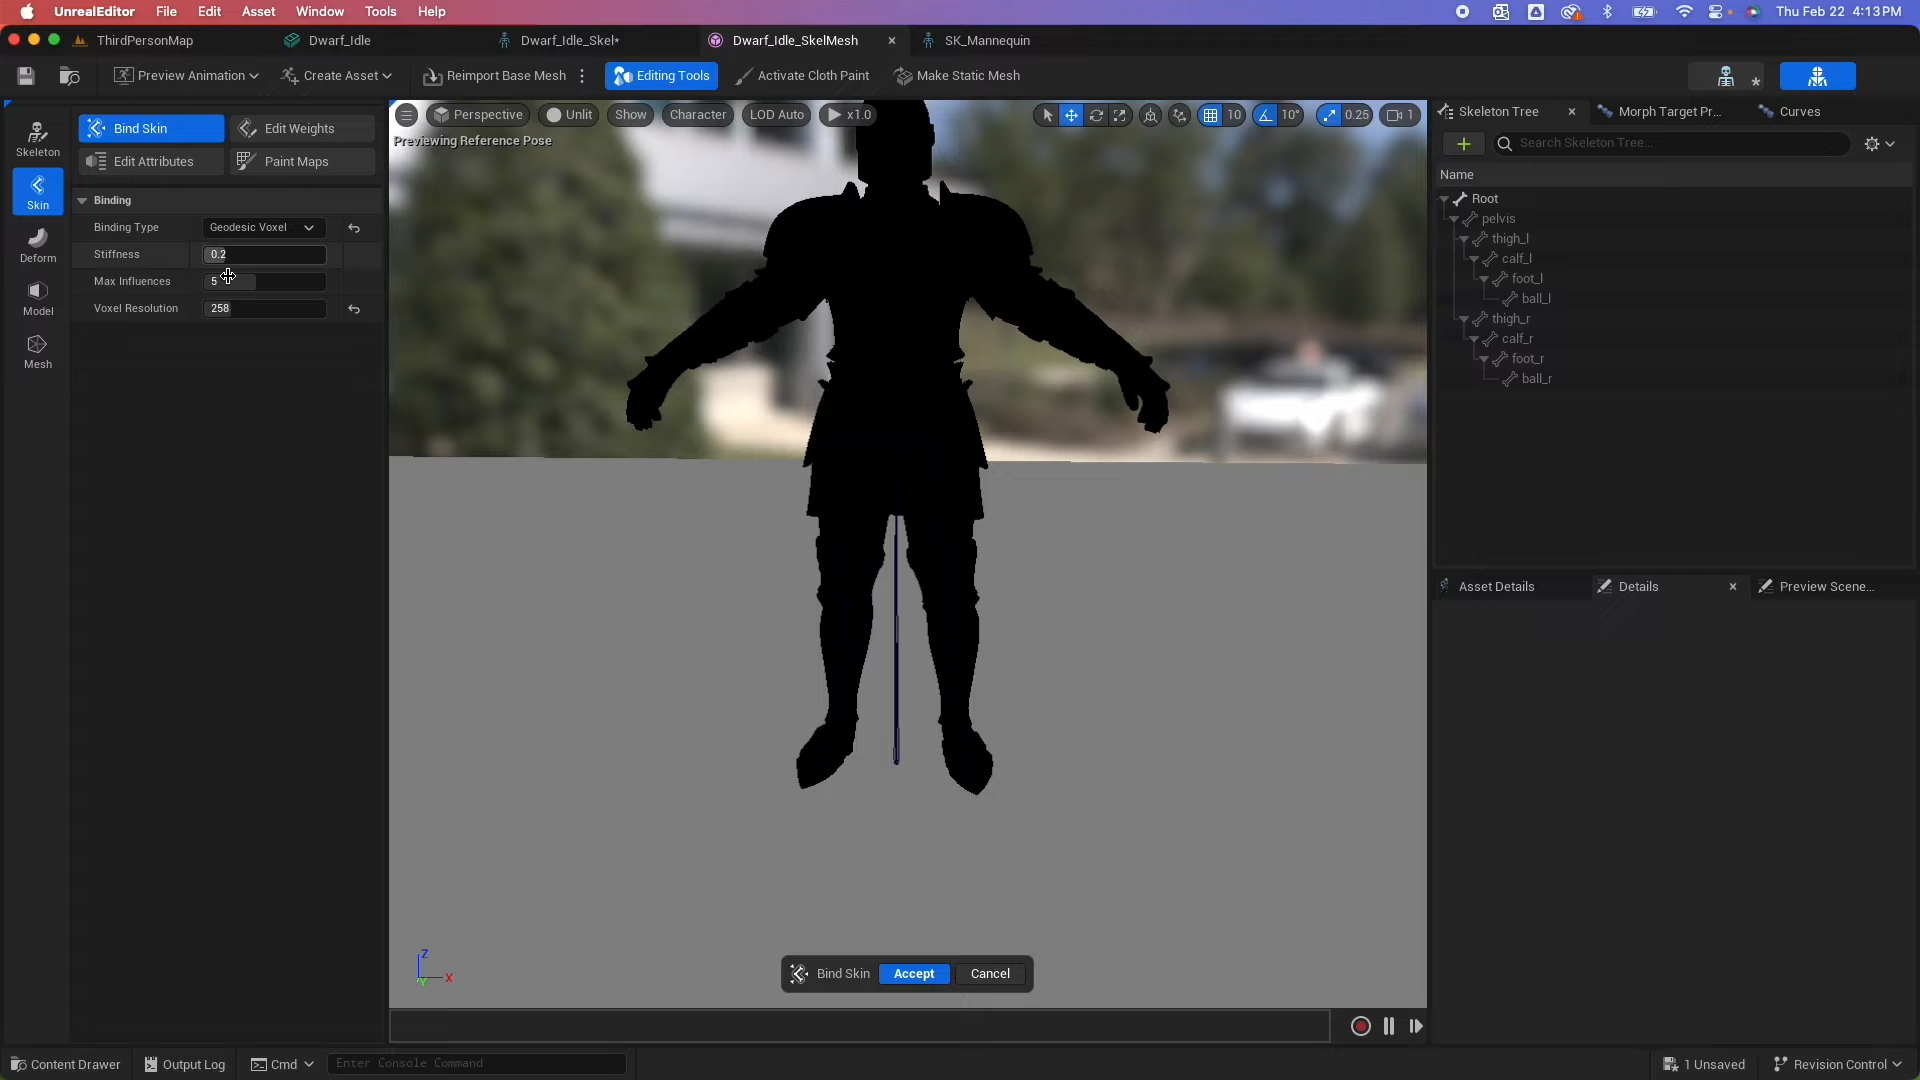 UnrealEditor File Edit Asset Window Tools Help
Thu Feb 22 4:13 PM
ThirdPersonMap
Dwarf_Idle
Dwarf_Idle_Skel*
Dwarf_Idle_SkelMesh
SK_Mannequin
Preview Animation
Create Asset
Reimport Base Mesh
Editing Tools
Activate Cloth Paint
Make Static Mesh
Skeleton
Skin
Deform
Model
Mesh
Bind Skin
Edit Weights
Edit Attributes
Paint Maps
Binding
Binding Type Geodesic Voxel
Stiffness 0.2
Max Influences 5
Voxel Resolution 258
Perspective
Unlit
Show
Character
LOD Auto
x1.0
10
10°
0.25
1
Previewing Reference Pose
Z
X
Y
Bind Skin Accept Cancel
Skeleton Tree
Morph Target Pr...
Curves
Search Skeleton Tree...
Name
Root
pelvis
thigh_l
calf_l
foot_l
ball_l
thigh_r
calf_r
foot_r
ball_r
Asset Details
Details
Preview Scene...
Content Drawer
Output Log
Cmd
Enter Console Command
1 Unsaved
Revision Control